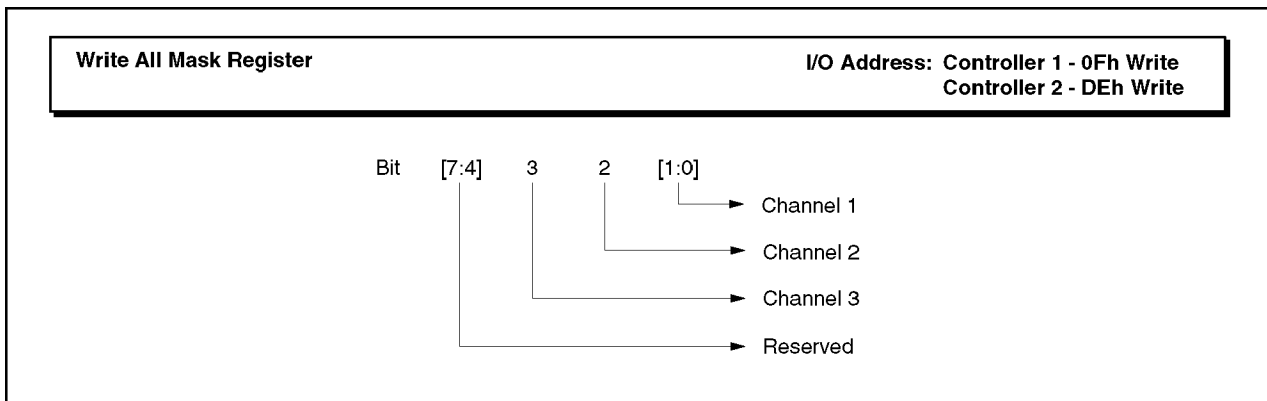 Write All Mask Register
I/O Address: Controller 1 - 0Fh Write
Controller 2 - DEh Write
Bit [7:4] 3 2 [1:0]
Channel 1
Channel 2
Channel 3
Reserved